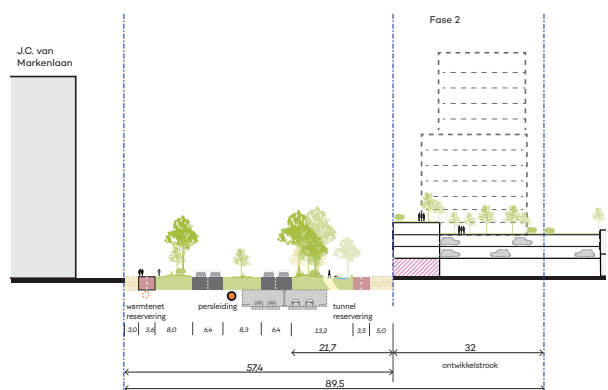 Fase 2
J.C. van
Markenlaan
warmtenet
reservering
persleiding
tunnel
reservering
3,0 3,6 8,0 6,4 8,3 6,4 13,2 3,5 5,0
21,7 32
57,4 ontwikkelstrook
89,5